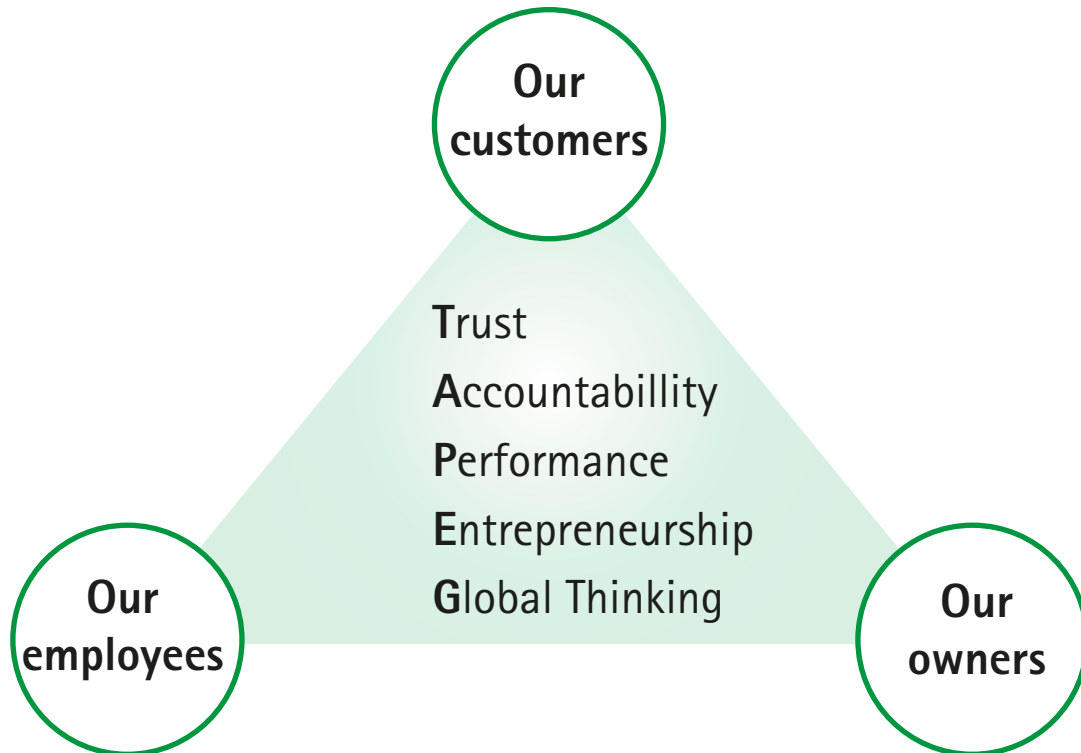 Our
customers
Trust
Accountabillity
Performance
Entrepreneurship
Global Thinking
Our
employees
Our
owners